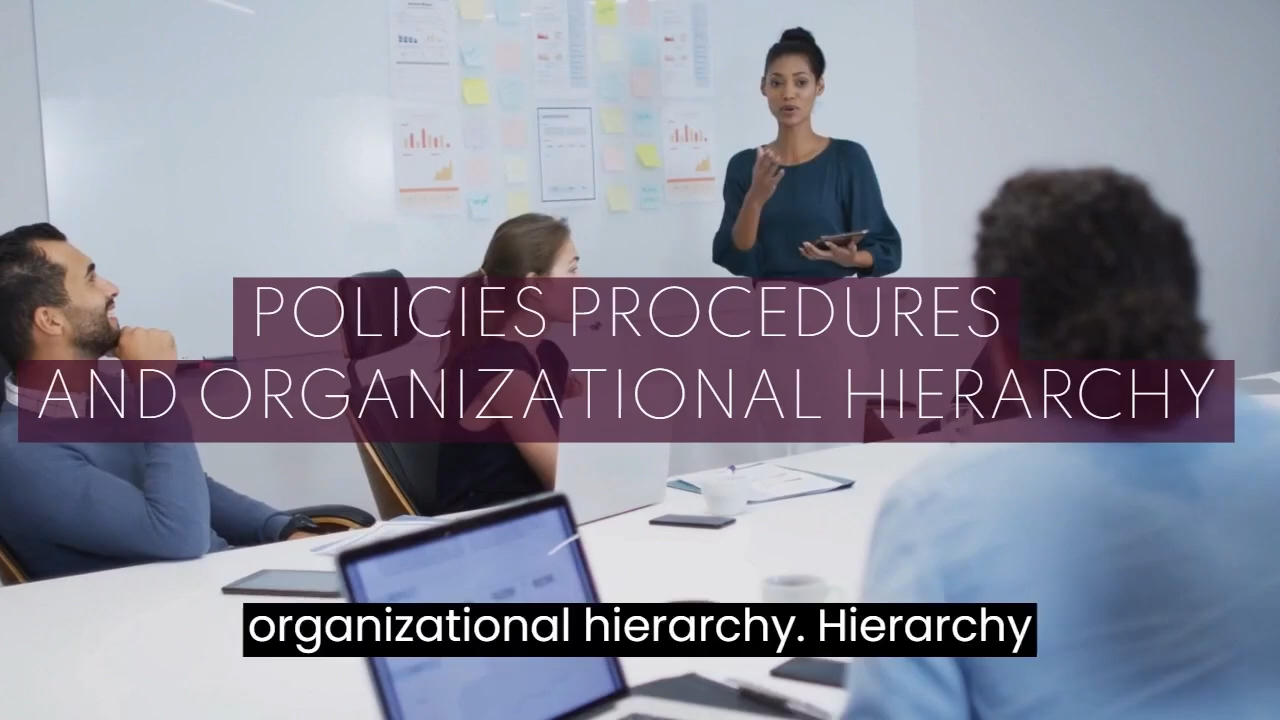 POLICIES PROCEDURES
AND ORGANIZATIONAL HIERARCHY
organizational hierarchy. Hierarchy